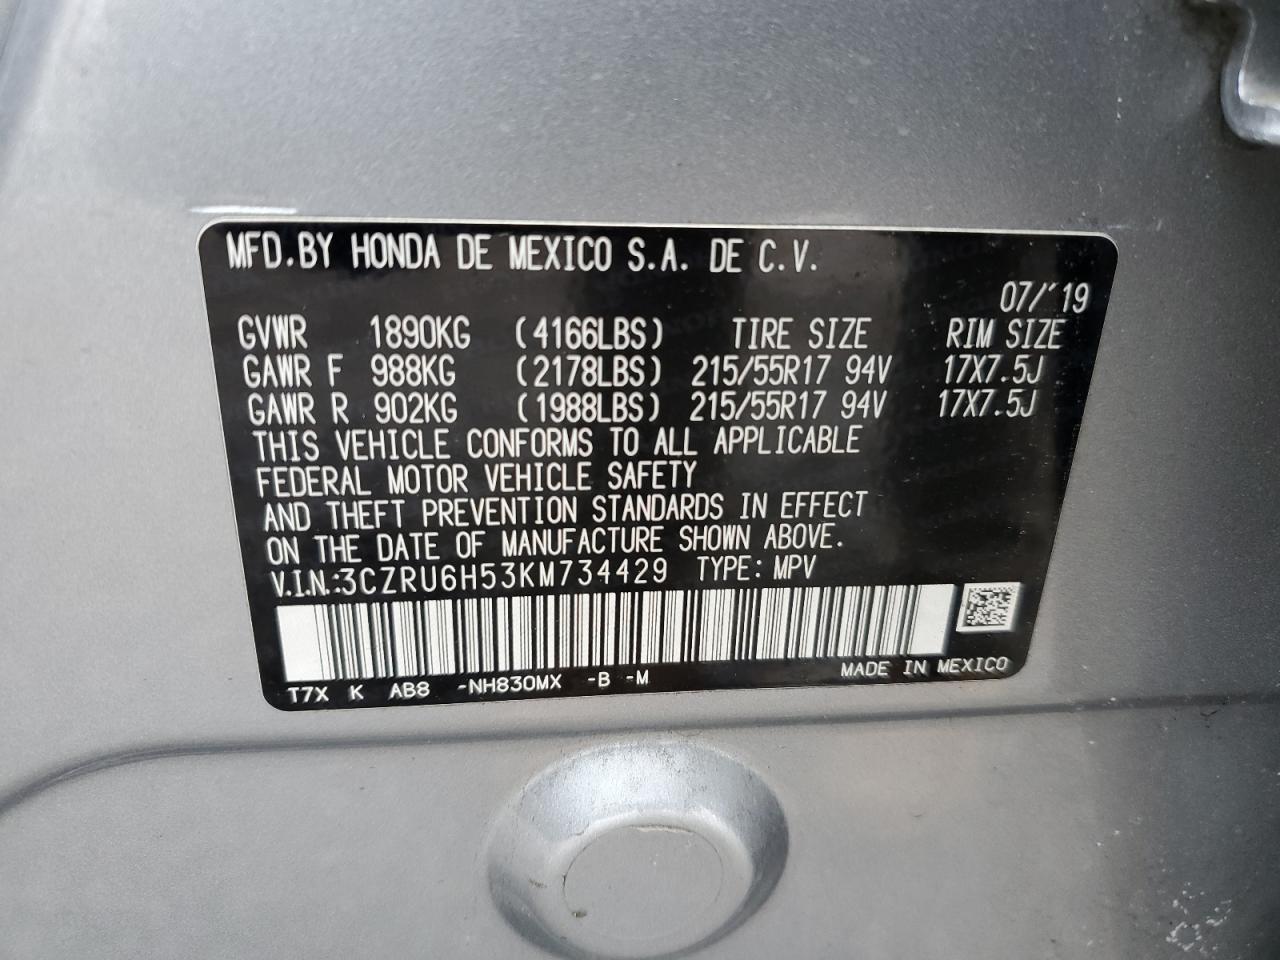 MFD.BY HONDA DE MEXICO S.A. DE C.V.
07/'19
GVWR 1890KG (4166LBS) TIRE SIZE RIM SIZE
GAWR F 988KG (2178LBS) 215/55R17 94V 17X7.5J
GAWR R 902KG (1988LBS) 215/55R17 94V 17X7.5J
THIS VEHICLE CONFORMS TO ALL APPLICABLE
FEDERAL MOTOR VEHICLE SAFETY
AND THEFT PREVENTION STANDARDS IN EFFECT
ON THE DATE OF MANUFACTURE SHOWN ABOVE.
V.I.N.:3CZRU6H53KM734429 TYPE: MPV
MADE IN MEXICO
T7X K AB8 -NH830MX -B -M